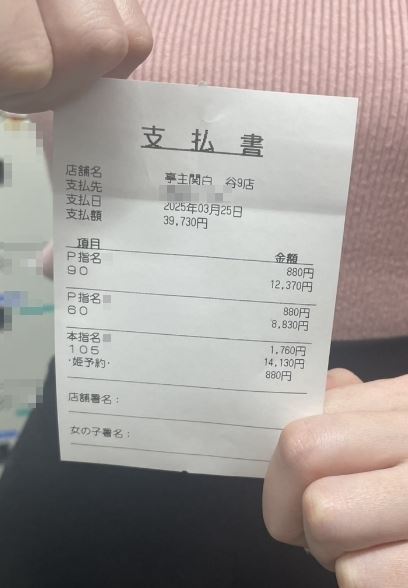 支払書
店舗名 亭主関白 谷9店
支払先
支払日 2025年03月25日
支払額 39,730円
項目 金額
P指名 880円
90 12,370円
P指名 880円
60 8,830円
本指名 1,760円
105 14,130円
・姫予約・ 880円
店舗署名：
女の子署名：